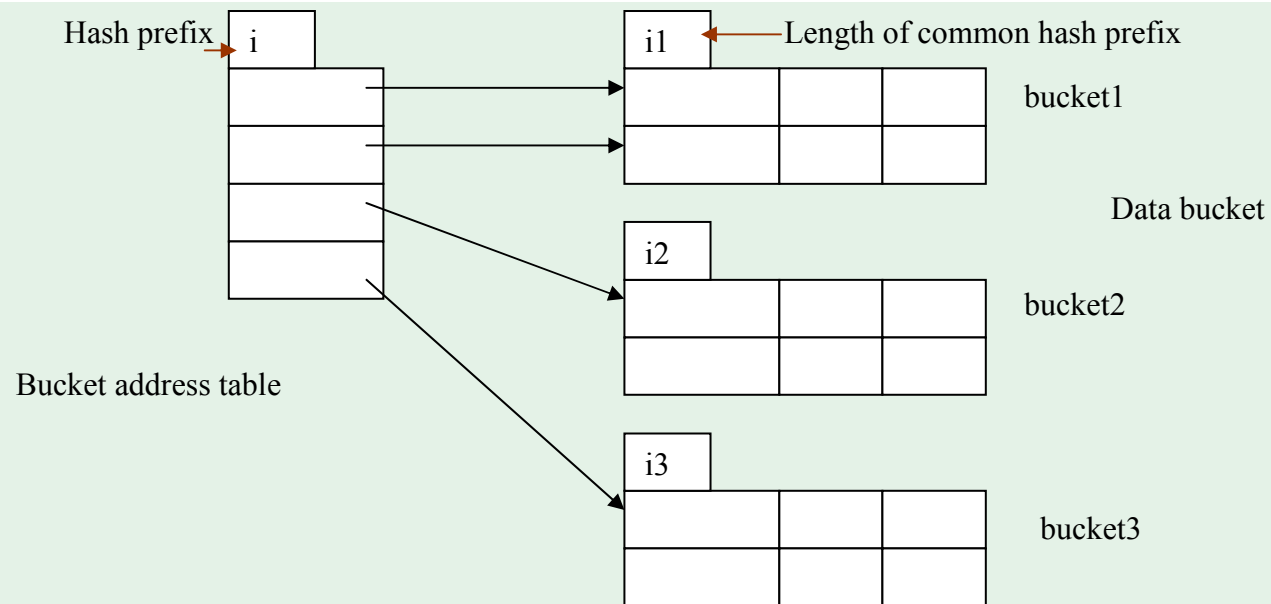 Hash prefix
i
i1
Length of common hash prefix
bucket1
Data bucket
i2
bucket2
Bucket address table
i3
bucket3